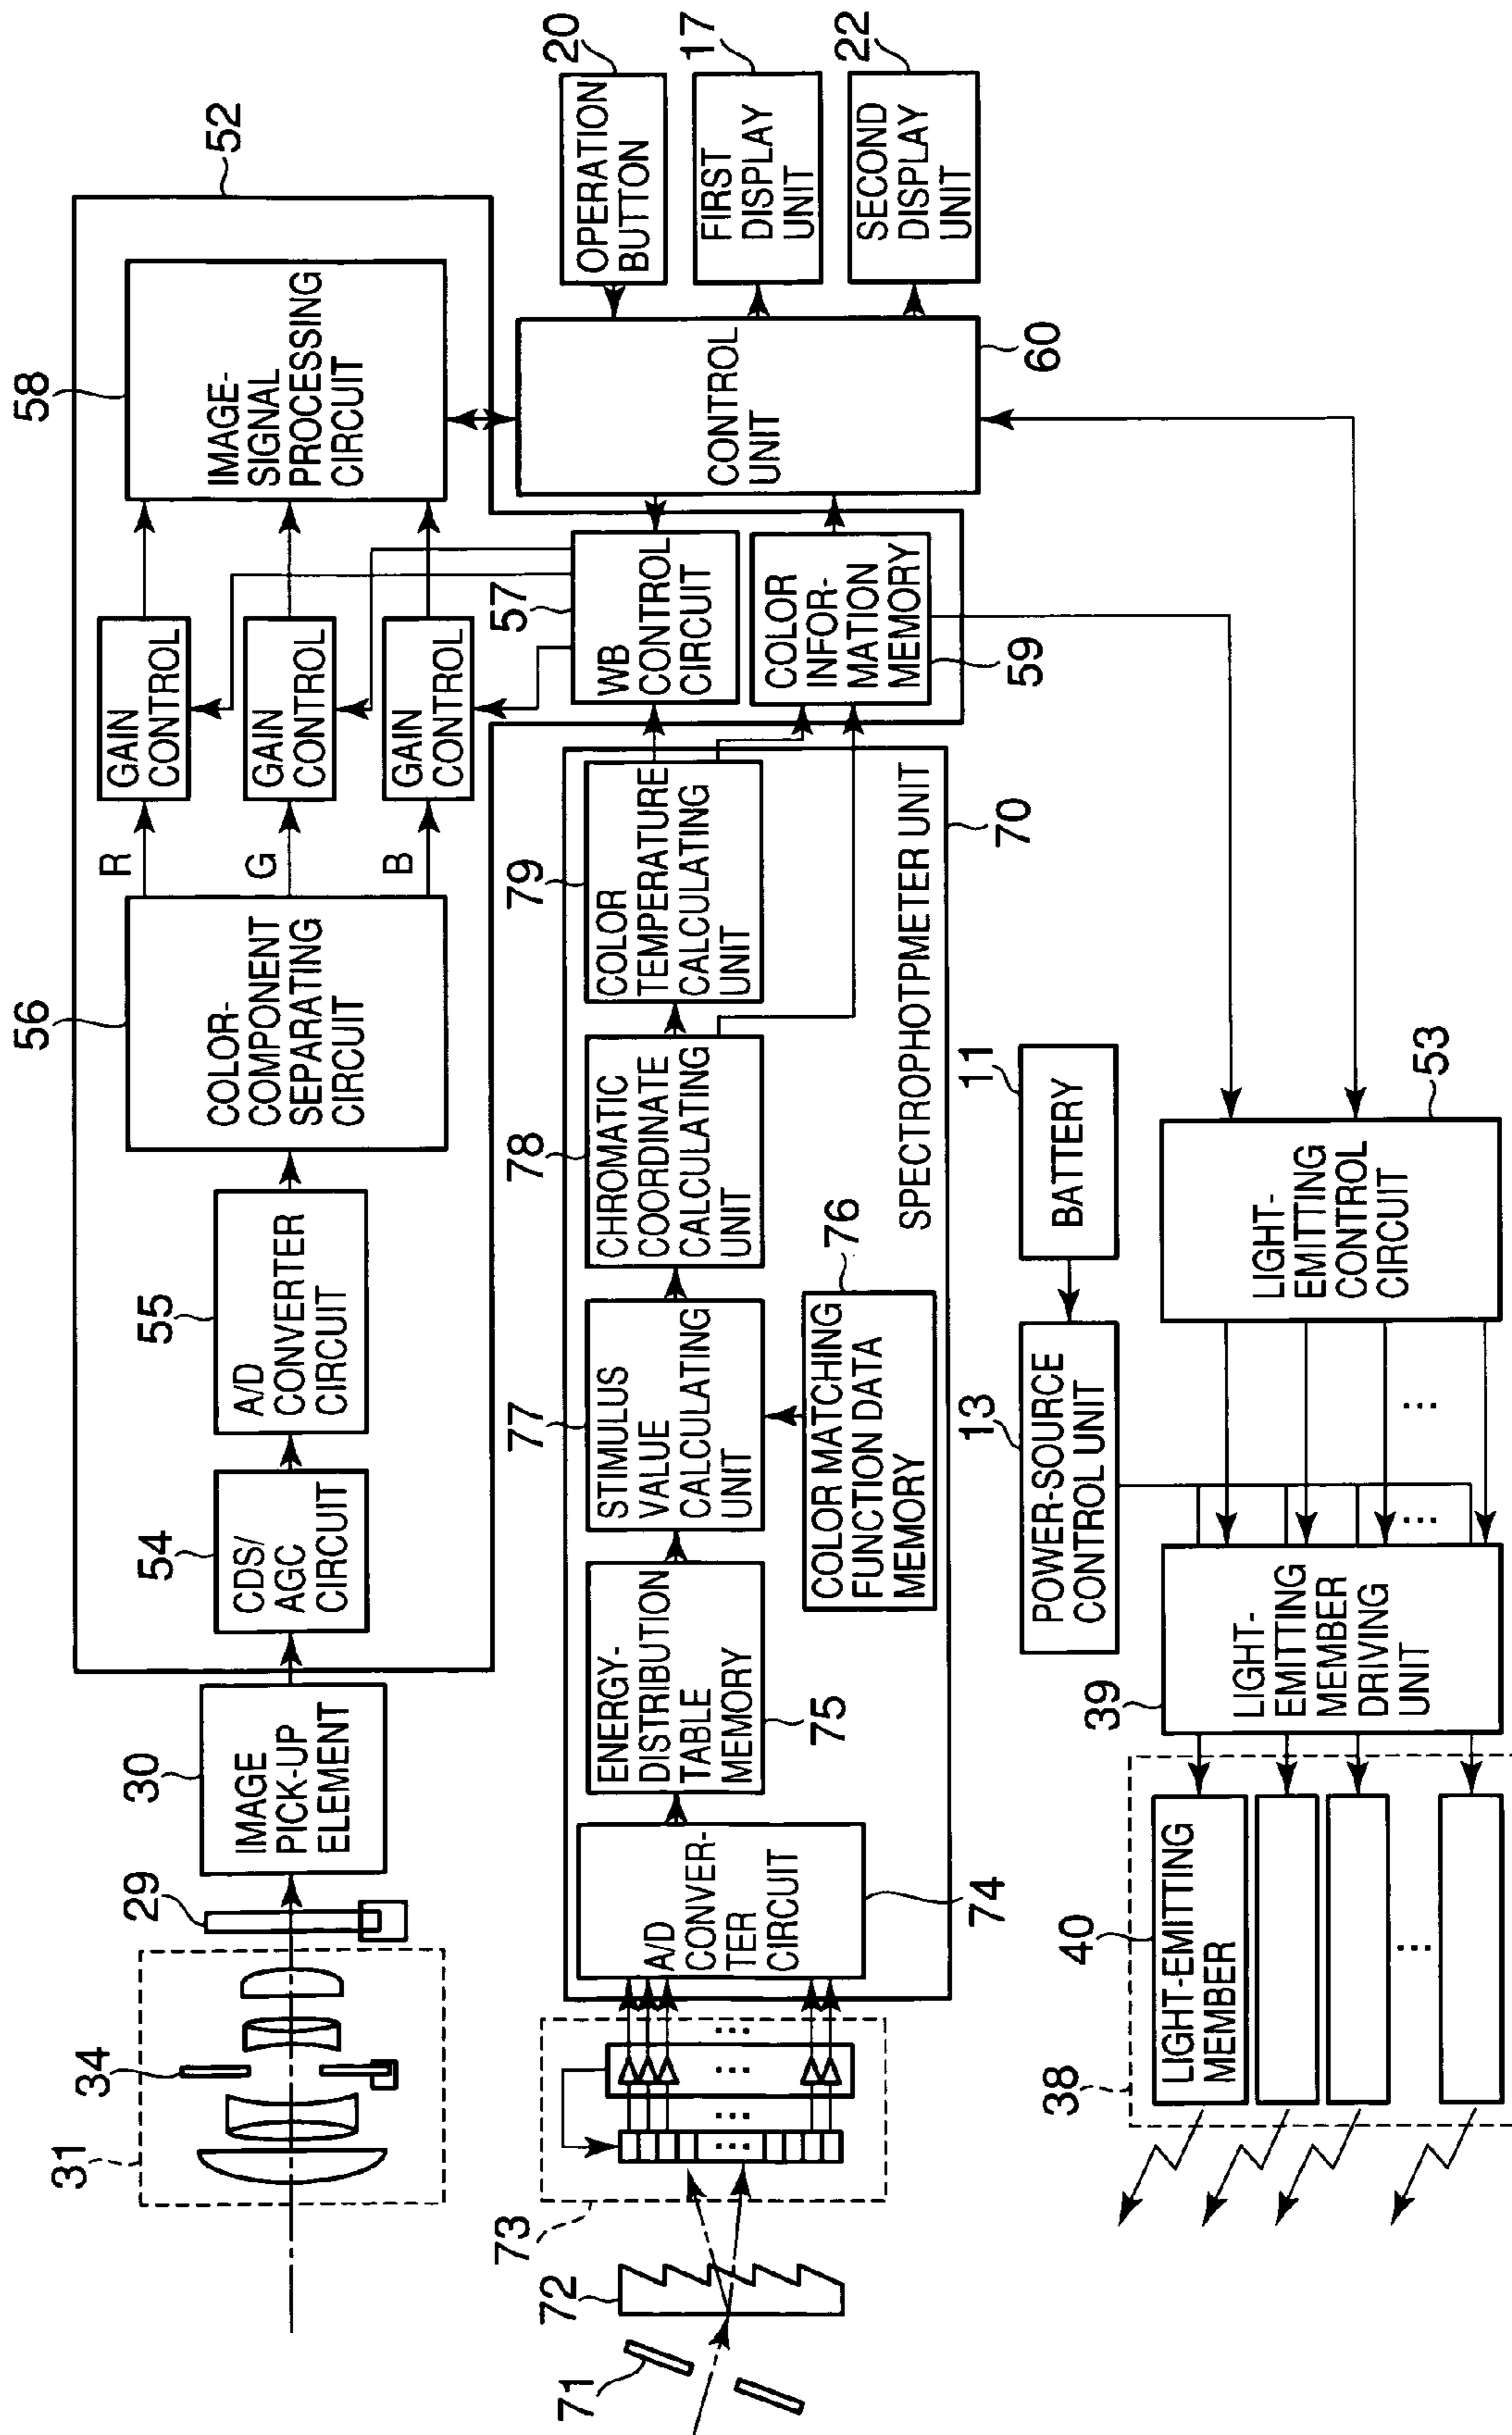 31
34
29
30
IMAGE
PICK-UP
ELEMENT
54
CDS/
AGC
CIRCUIT
55
A/D
CONVERTER
CIRCUIT
56
COLOR-
COMPONENT
SEPARATING
CIRCUIT
R
G
B
GAIN
CONTROL
GAIN
CONTROL
GAIN
CONTROL
58
IMAGE-
SIGNAL
PROCESSING
CIRCUIT
52
71
72
73
...
...
...
...
A/D
CONVER-
TER
CIRCUIT
74
ENERGY-
DISTRIBUTION
TABLE
MEMORY
75
77
STIMULUS
VALUE
CALCULATING
UNIT
76
COLOR MATCHING
FUNCTION DATA
MEMORY
78
CHROMATIC
COORDINATE
CALCULATING
UNIT
79
COLOR
TEMPERATURE
CALCULATING
UNIT
SPECTROPHOTPMETER UNIT
70
57
WB
CONTROL
CIRCUIT
COLOR
INFOR-
MATION
MEMORY
59
CONTROL
UNIT
60
OPERATION
BUTTON
20
FIRST
DISPLAY
UNIT
17
SECOND
DISPLAY
UNIT
22
38
40
LIGHT-EMITTING
MEMBER
...
39
LIGHT-
EMITTING
MEMBER
DRIVING
UNIT
13
POWER-SOURCE
CONTROL UNIT
11
BATTERY
...
...
LIGHT-
EMITTING
CONTROL
CIRCUIT
53